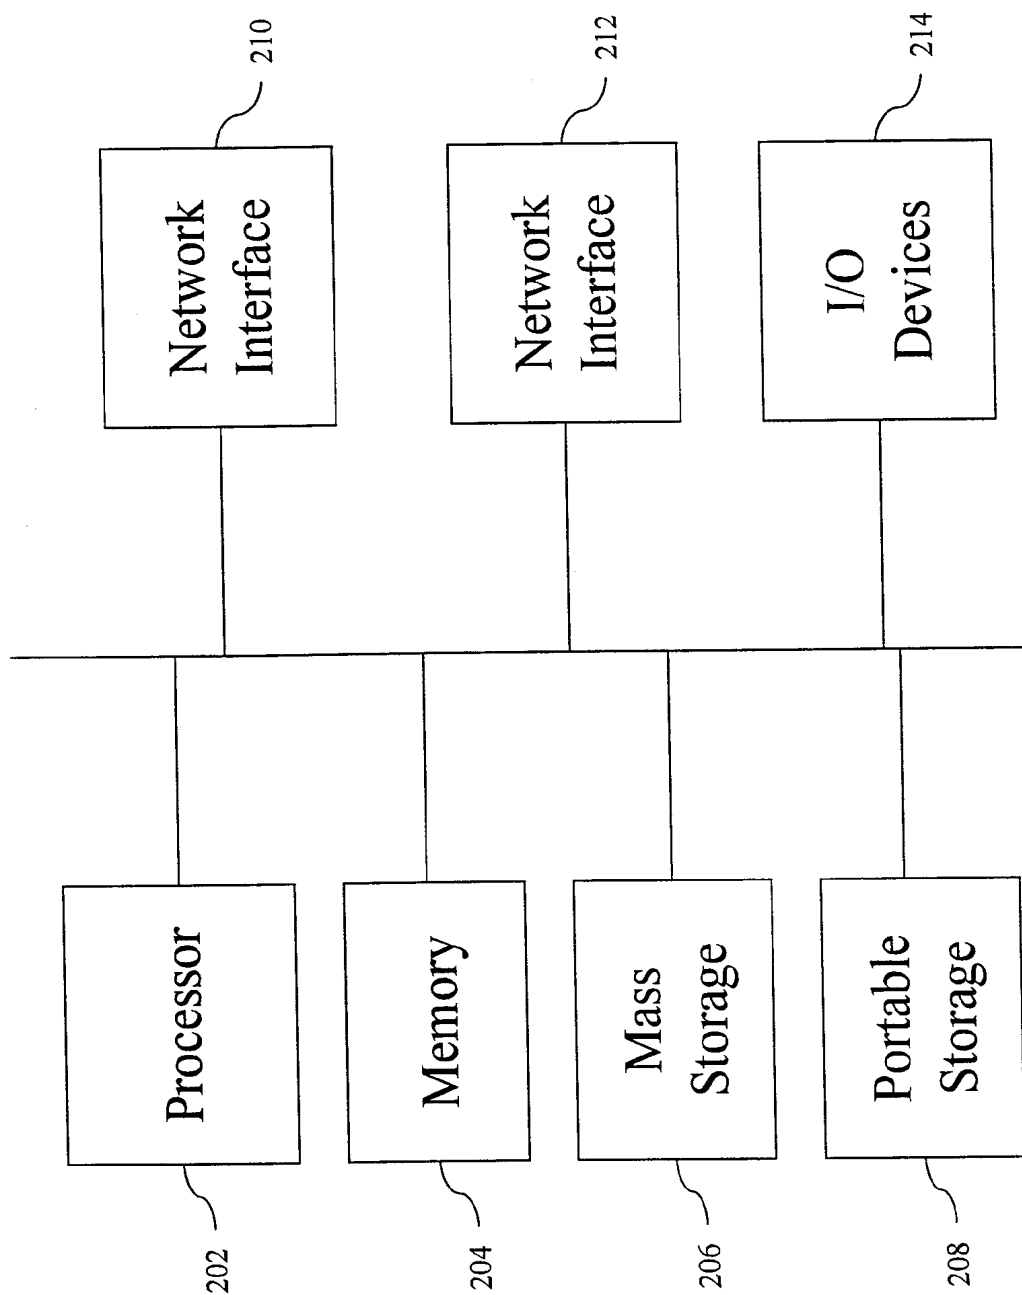 Processor
202
Memory
204
Mass
Storage
206
Portable
Storage
208
Network
Interface
210
Network
Interface
212
I/O
Devices
214